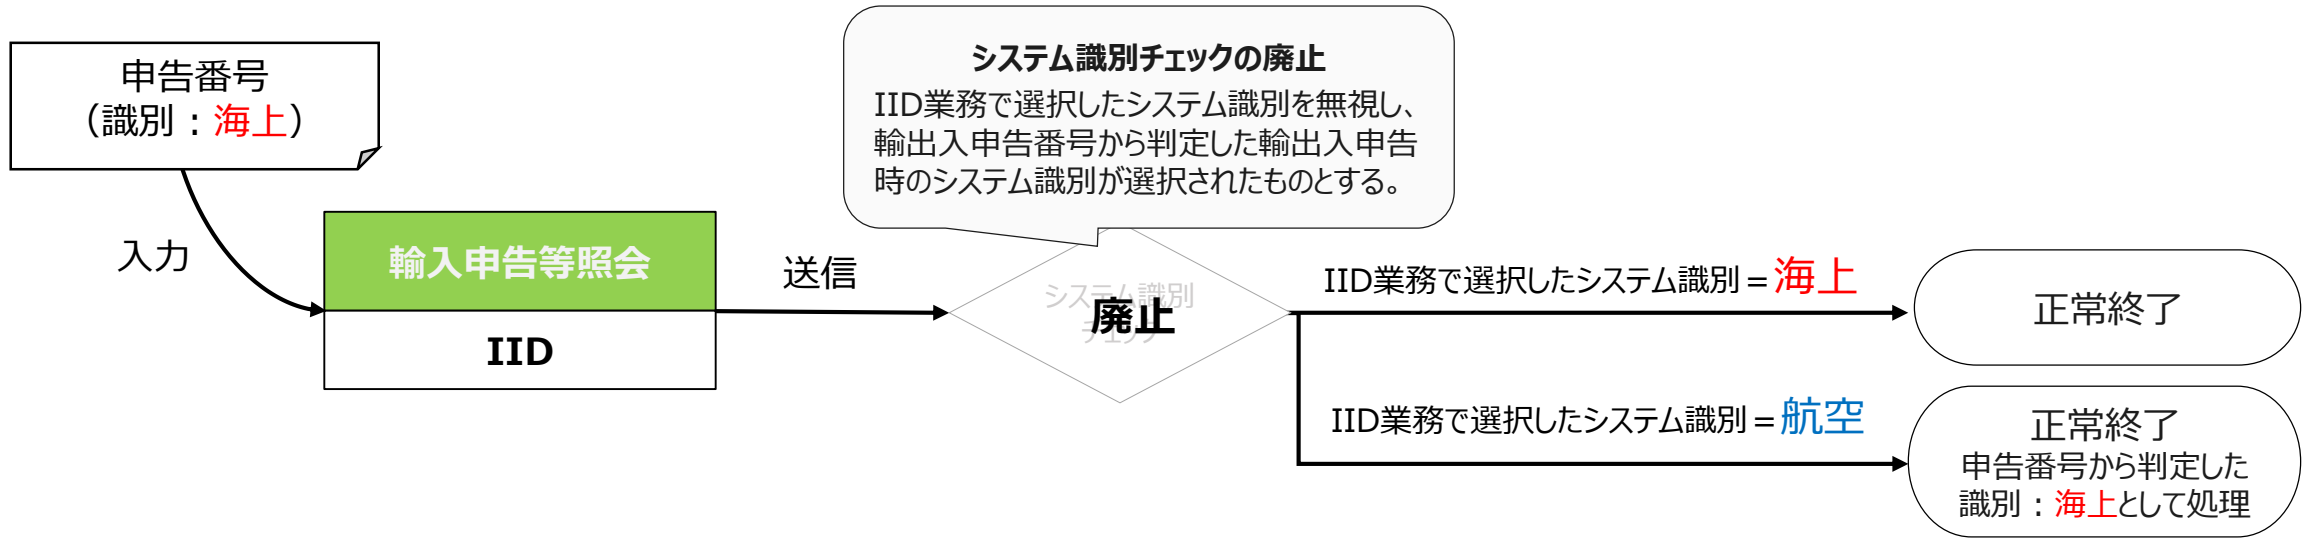 申告番号
（識別：海上）
入力
輸入申告等照会
IID
送信
システム識別チェックの廃止
IID業務で選択したシステム識別を無視し、
輸出入申告番号から判定した輸出入申告
時のシステム識別が選択されたものとする。
システム識別
チェック
廃止
IID業務で選択したシステム識別＝海上
正常終了
IID業務で選択したシステム識別＝航空
正常終了
申告番号から判定した
識別：海上として処理